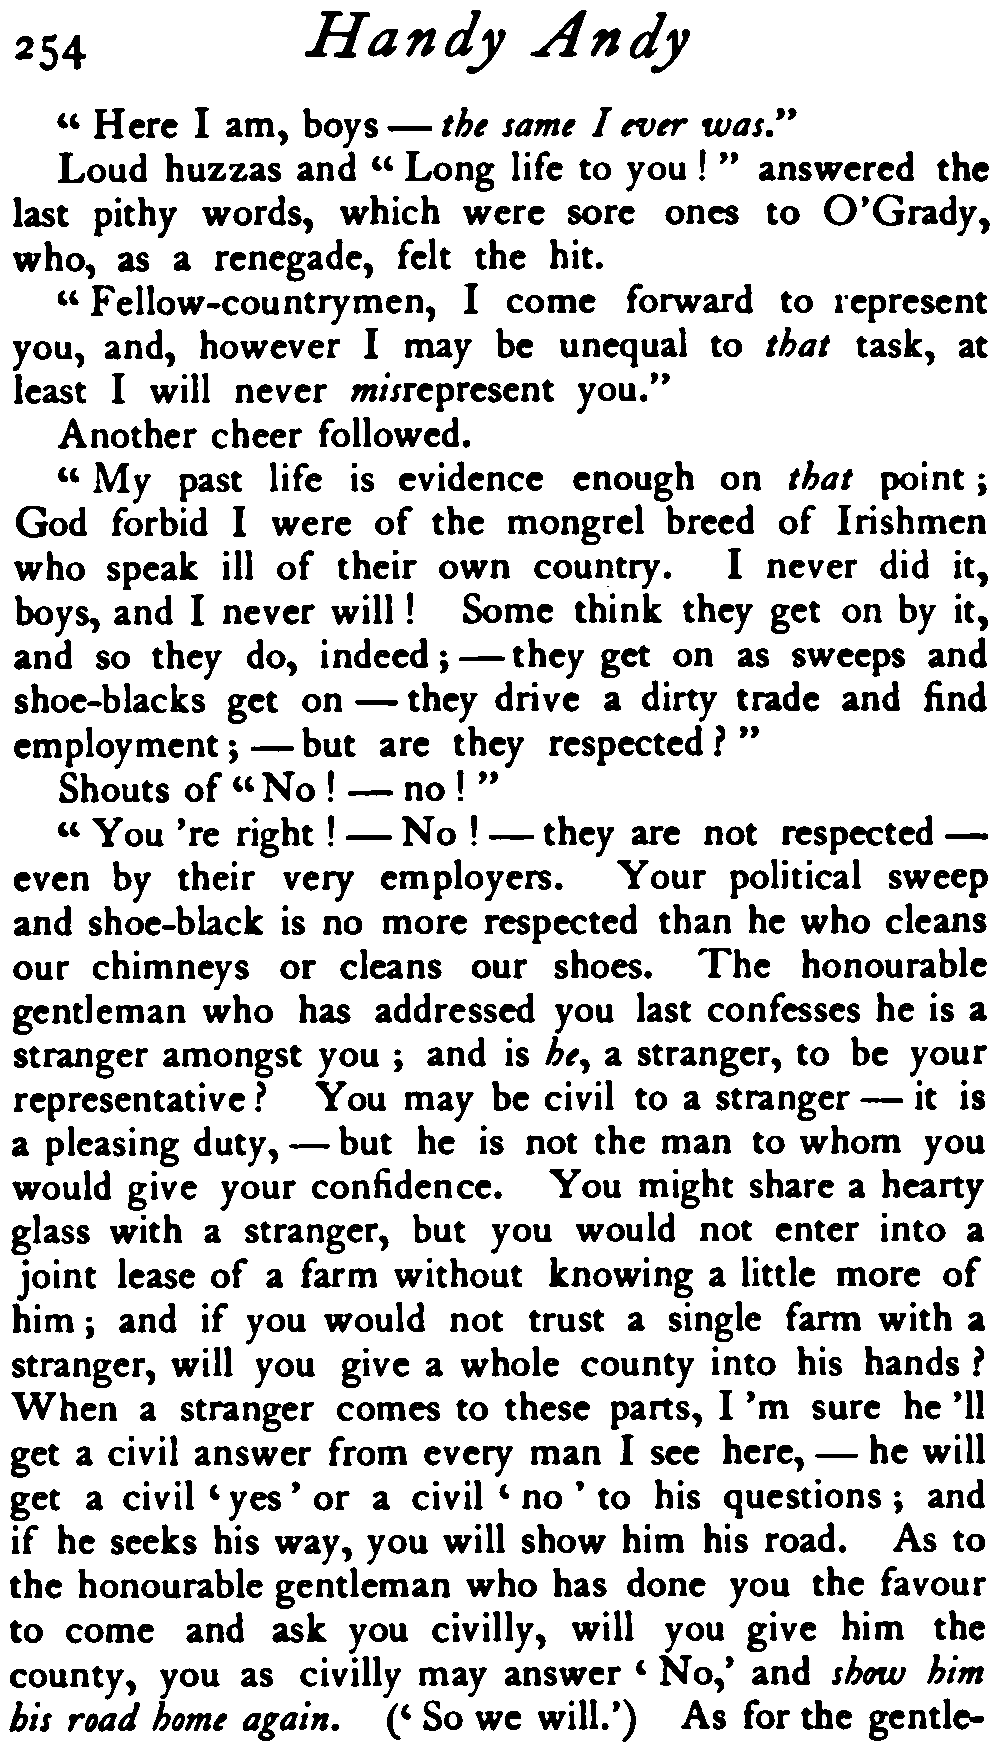 254 Handy Andy
“ Here I am, boys — the same I ever was.”
Loud huzzas and “ Long life to you ! ” answered the
last pithy words, which were sore ones to O’Grady,
who, as a renegade, felt the hit.
“ Fellow-countrymen, I come forward to represent
you, and, however I may be unequal to that task, at
least I will never misrepresent you.”
Another cheer followed.
“ My past life is evidence enough on that point ;
God forbid I were of the mongrel breed of Irishmen
who speak ill of their own country. I never did it,
boys, and I never will ! Some think they get on by it,
and so they do, indeed ; — they get on as sweeps and
shoe-blacks get on — they drive a dirty trade and find
employment ; — but are they respected ? ”
Shouts of “ No ! — no ! ”
“ You ’re right ! — No ! — they are not respected —
even by their very employers. Your political sweep
and shoe-black is no more respected than he who cleans
our chimneys or cleans our shoes. The honourable
gentleman who has addressed you last confesses he is a
stranger amongst you ; and is he, a stranger, to be your
representative ? You may be civil to a stranger — it is
a pleasing duty, — but he is not the man to whom you
would give your confidence. You might share a hearty
glass with a stranger, but you would not enter into a
joint lease of a farm without knowing a little more of
him ; and if you would not trust a single farm with a
stranger, will you give a whole county into his hands ?
When a stranger comes to these parts, I ’m sure he ’ll
get a civil answer from every man I see here, — he will
get a civil ‘ yes ’ or a civil ‘ no ’ to his questions ; and
if he seeks his way, you will show him his road. As to
the honourable gentleman who has done you the favour
to come and ask you civilly, will you give him the
county, you as civilly may answer ‘ No,’ and show him
his road home again. (‘ So we will.’) As for the gentle-